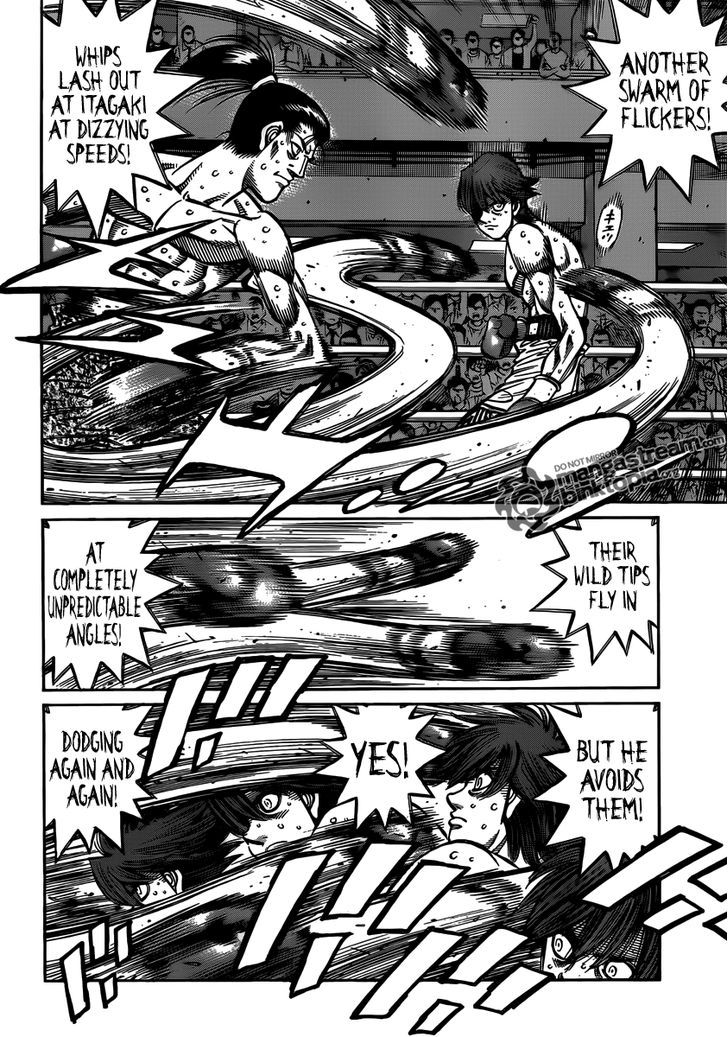 ANOTHER
SWARM OF
FLICKERS!
WHIPS
LASH OUT
AT ITAGAKI
AT DIZZYING
SPEEDS!
DO NOT MIRROR
mangastream.com
binktopia
THEIR
WILD TIPS
FLY IN
AT
COMPLETELY
UNPREDICTABLE
ANGLES!
BUT HE
AVOIDS
THEM!
YES!
DODGING
AGAIN AND
AGAIN!